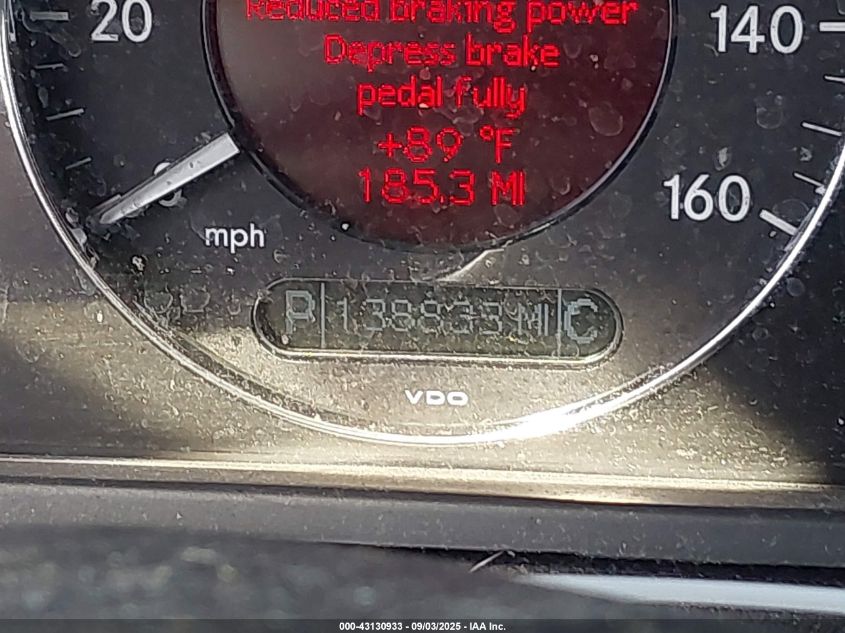 20
140
Reduced braking power
Depress brake
pedal fully
+89 °F
185.3 MI
160
mph
P 138833 MI C
VDO
000-43130933 - 09/03/2025 - IAA Inc.